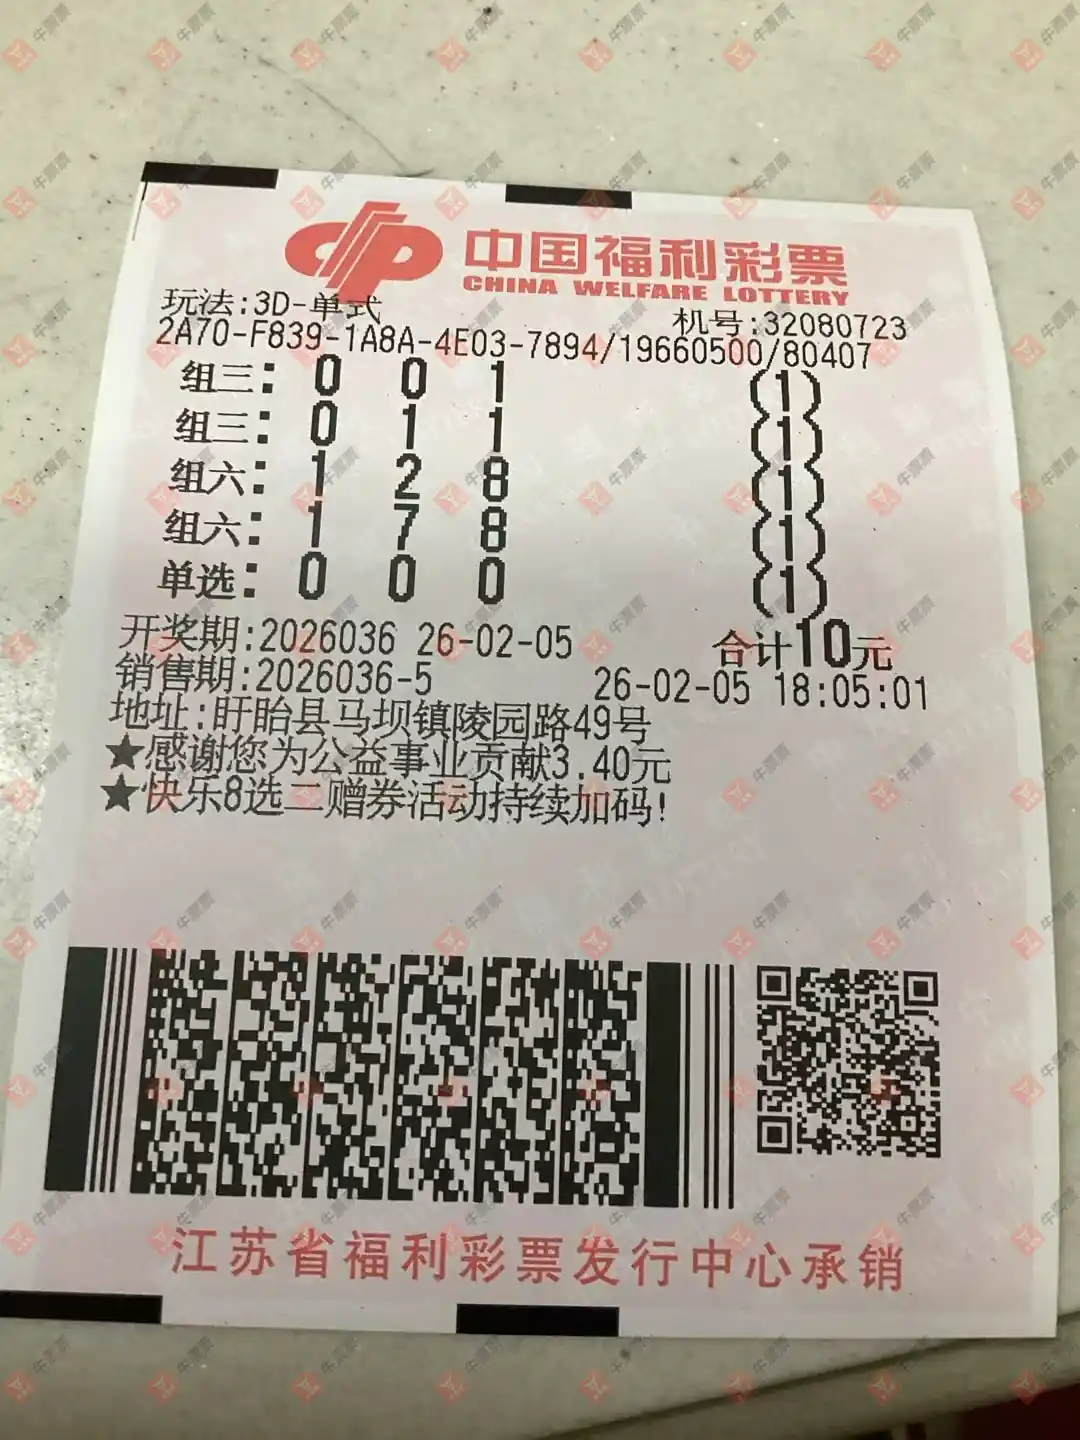 中国福利彩票
CHINA WELFARE LOTTERY
玩法:3D-单式 机号:32080723
2A70-F839-1A8A-4E03-7894/19660500/80407
组三: 0 0 1 (1)
组三: 0 1 1 (1)
组六: 1 2 8 (1)
组六: 1 7 8 (1)
单选: 0 0 0 (1)
开奖期:2026036 26-02-05 合计10元
销售期:2026036-5 26-02-05 18:05:01
地址:盱眙县马坝镇陵园路49号
★感谢您为公益事业贡献3.40元
★快乐8选二赠券活动持续加码!
江苏省福利彩票发行中心承销
牛票票